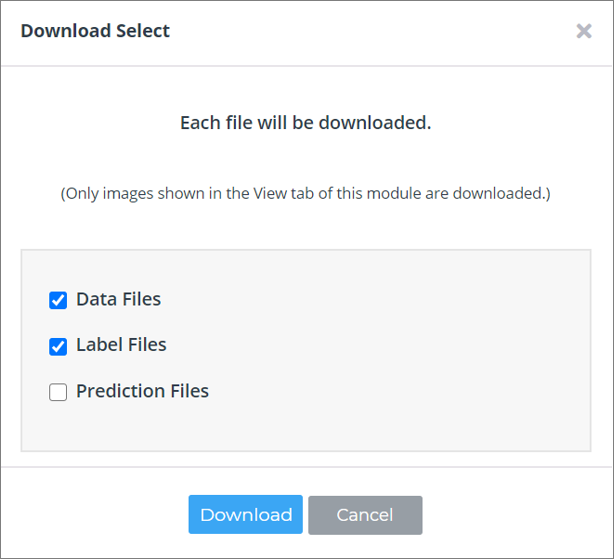 Download Select
Each file will be downloaded.
(Only images shown in the View tab of this module are downloaded.)
Data Files
Label Files
Prediction Files
Download
Cancel